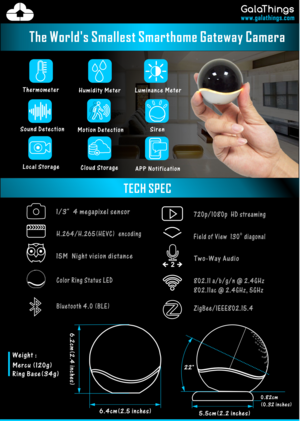 GalaThings
www.galathings.com
The World's Smallest Smarthome Gateway Camera
Thermometer
Humidity Meter
Luminance Meter
Sound Detection
Motion Detection
Siren
Local Storage
Cloud Storage
APP Notification
TECH SPEC
1/3" 4 megapixel sensor
720p/1080p HD streaming
H.264/H.265(HEVC) encoding
Field of View 130° diagonal
15M Night vision distance
Two-Way Audio
2
Color Ring Status LED
802.11 a/b/g/n @ 2.4GHz
802.11ac @ 2.4GHz, 5GHz
Bluetooth 4.0 (BLE)
ZigBee/IEEE802.15.4
Weight :
Mercu (120g)
Ring Base(34g)
6.2cm(2.4 inches)
6.4cm(2.5 inches)
22°
0.82cm
(0.32 inches)
5.5cm(2.2 inches)